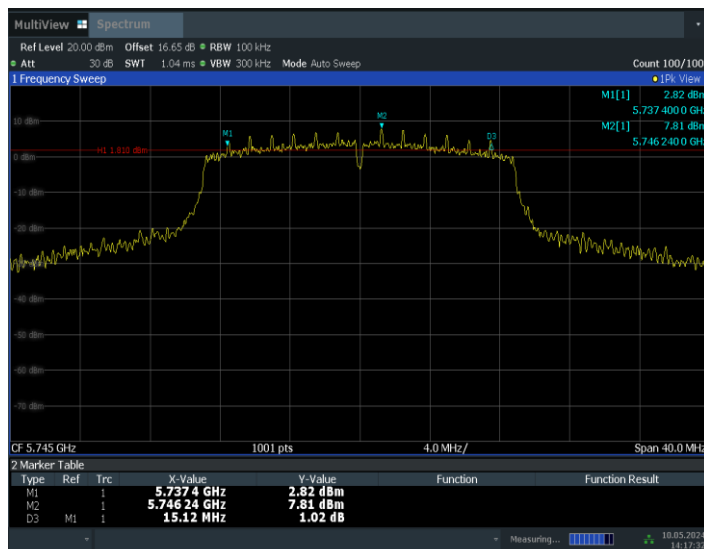 MultiView Spectrum
Ref Level 20.00 dBm Offset 16.65 dB RBW 100 kHz
Att 30 dB SWT 1.04 ms VBW 300 kHz Mode Auto Sweep Count 100/100
1 Frequency Sweep 1Pk View
M1[1] 2.82 dBm
5.737 400 0 GHz
M2[1] 7.81 dBm
5.746 240 0 GHz
M2
10 dBm
M1
D3
H1 1.810 dBm
0 dBm
-10 dBm
-20 dBm
-40 dBm
-50 dBm
-60 dBm
-70 dBm
CF 5.745 GHz 1001 pts 4.0 MHz/ Span 40.0 MHz
2 Marker Table
Type Ref Trc X-Value Y-Value Function Function Result
M1 1 5.737 4 GHz 2.82 dBm
M2 1 5.746 24 GHz 7.81 dBm
D3 M1 1 15.12 MHz 1.02 dB
Measuring... 10.05.2024
14:17:33